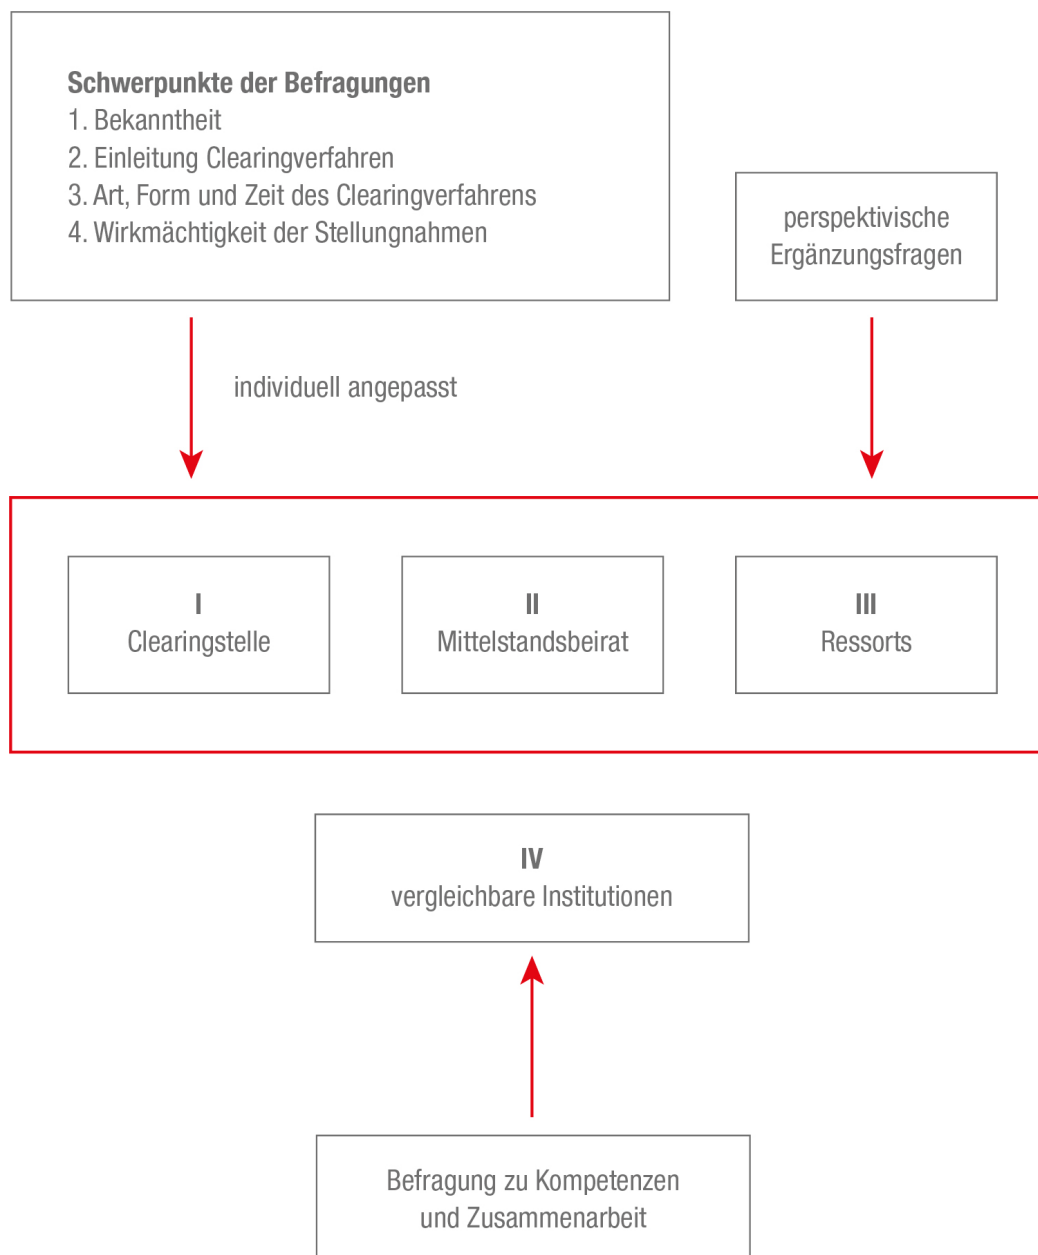 Schwerpunkte der Befragungen
1. Bekanntheit
2. Einleitung Clearingverfahren
3. Art, Form und Zeit des Clearingverfahrens
4. Wirkmächtigkeit der Stellungnahmen
perspektivische
Ergänzungsfragen
individuell angepasst
I
Clearingstelle
II
Mittelstandsbeirat
III
Ressorts
IV
vergleichbare Institutionen
Befragung zu Kompetenzen
und Zusammenarbeit